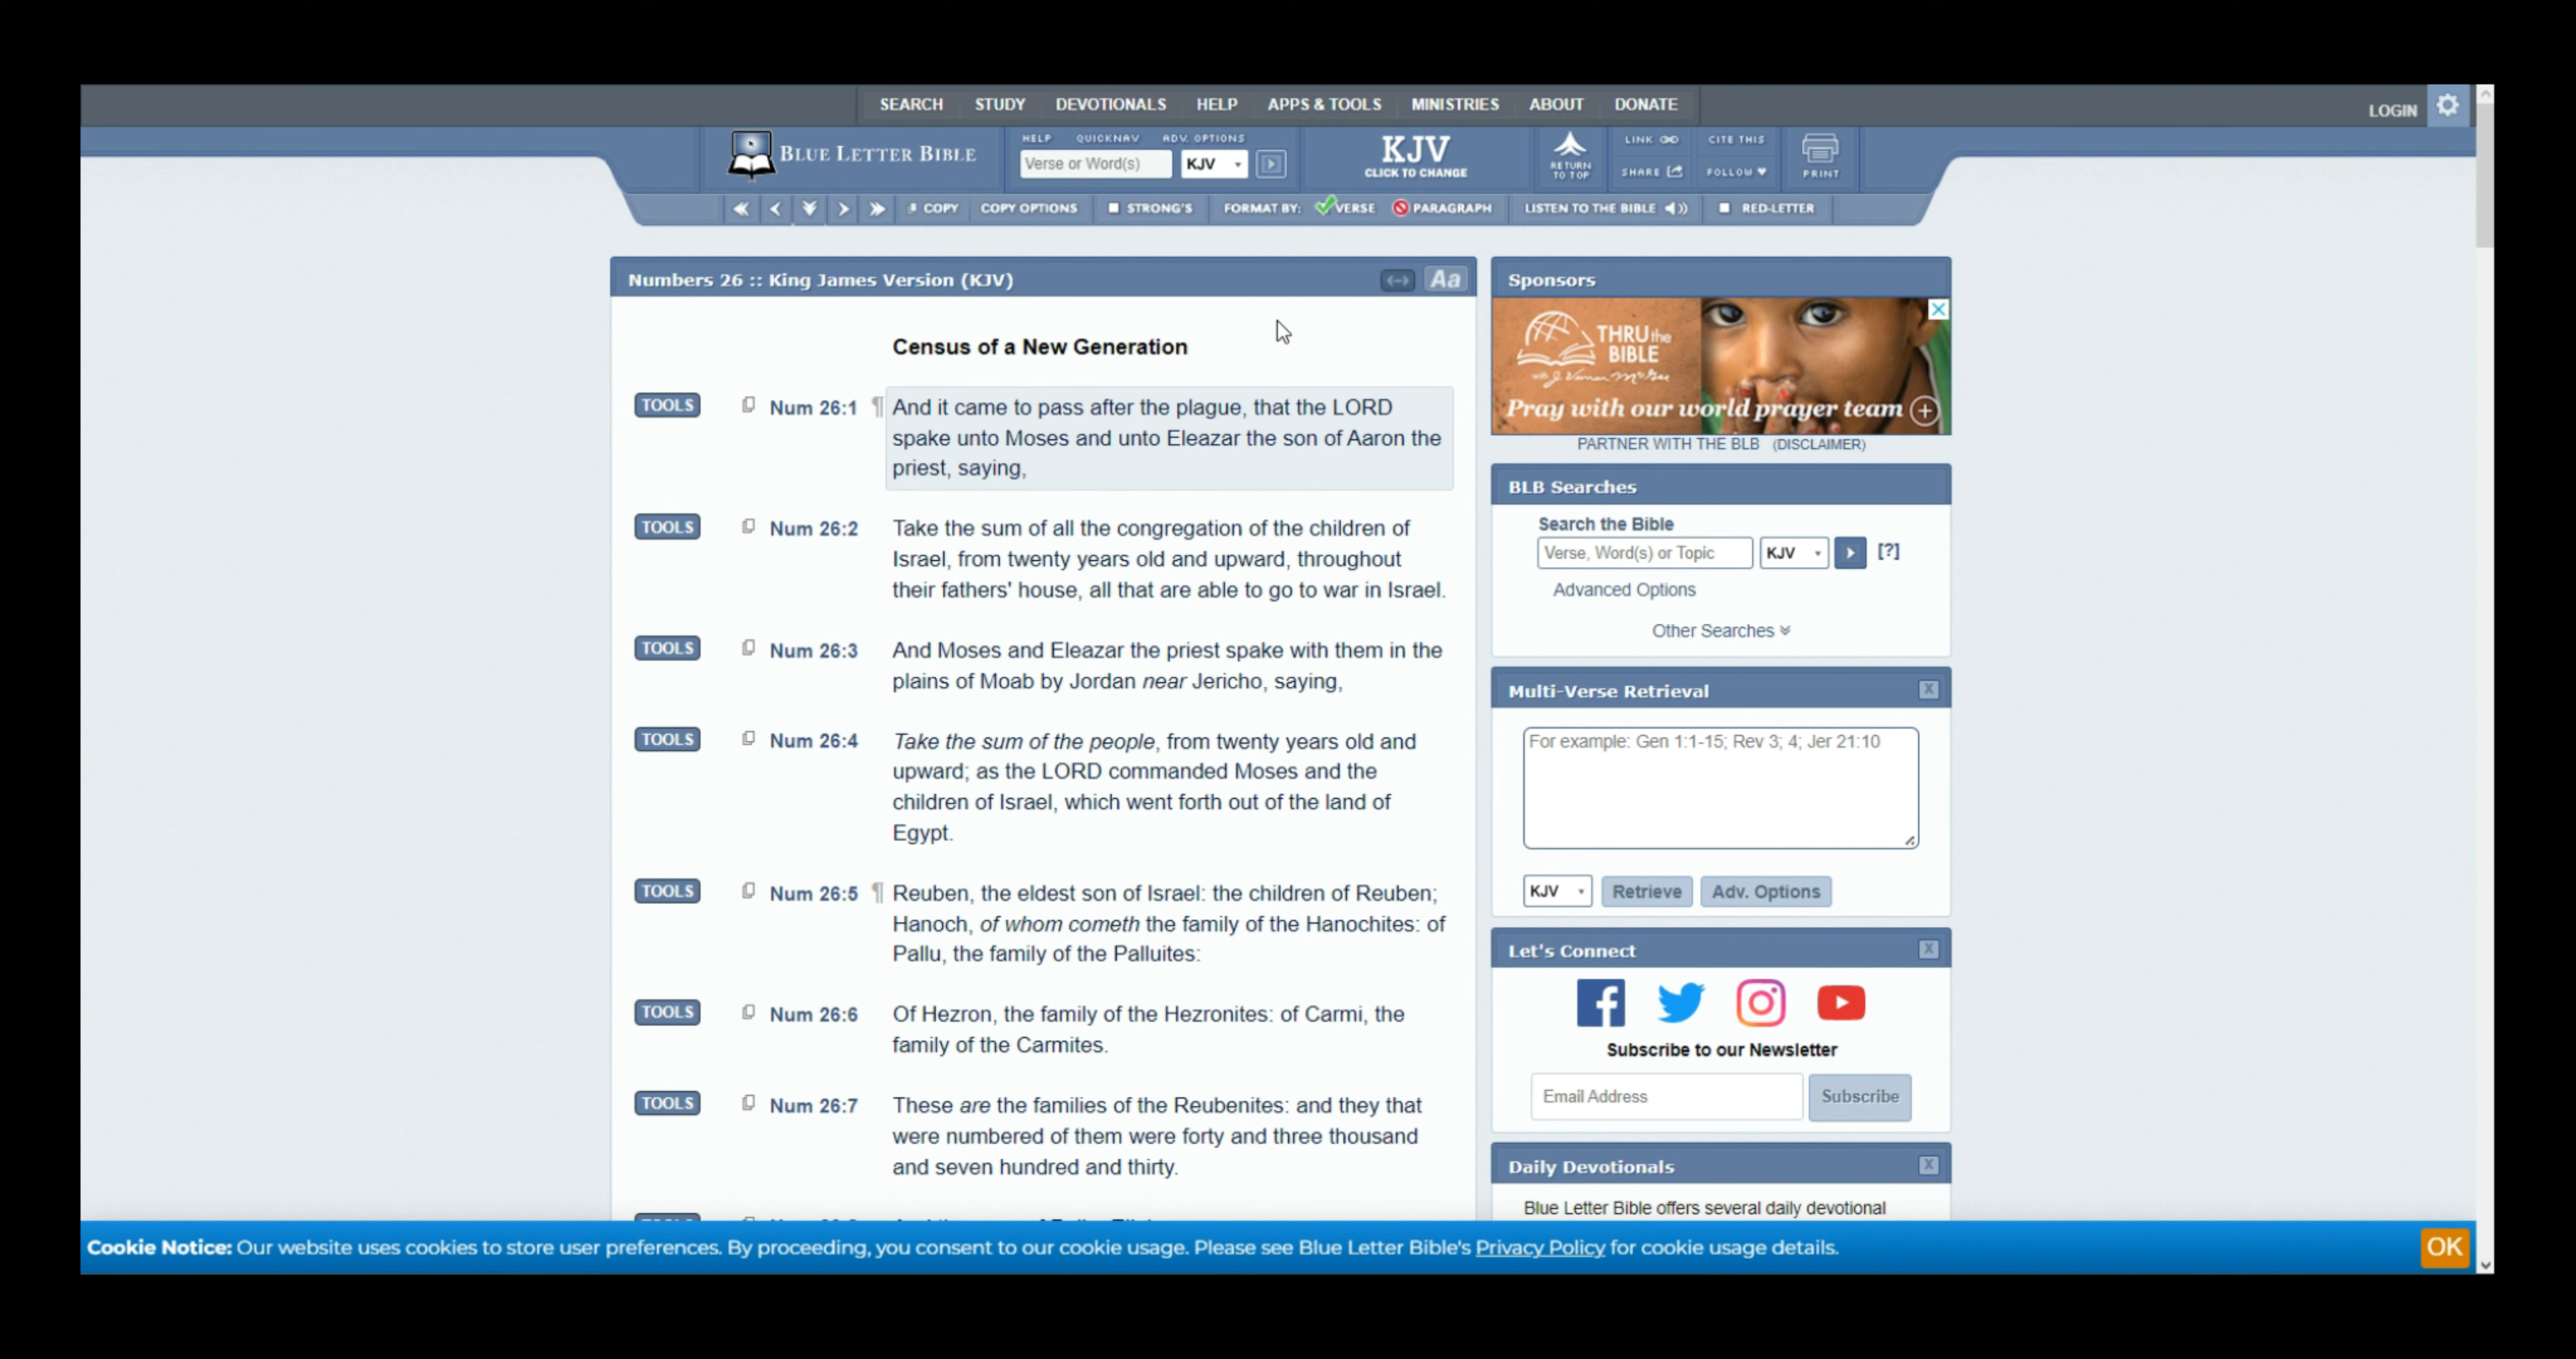 SEARCH STUDY DEVOTIONALS HELP APPS & TOOLS MINISTRIES ABOUT DONATE
LOGIN
BLUE LETTER BIBLE
HELP QUICKNAV ADV. OPTIONS
Verse or Word(s) KJV
KJV
CLICK TO CHANGE
RETURN
TO TOP
LINK CITE THIS
SHARE FOLLOW
PRINT
COPY COPY OPTIONS STRONG'S FORMAT BY: VERSE PARAGRAPH LISTEN TO THE BIBLE RED-LETTER
Numbers 26 :: King James Version (KJV)
Aa
Census of a New Generation
TOOLS Num 26:1 ¶ And it came to pass after the plague, that the LORD
spake unto Moses and unto Eleazar the son of Aaron the
priest, saying,
TOOLS Num 26:2 Take the sum of all the congregation of the children of
Israel, from twenty years old and upward, throughout
their fathers' house, all that are able to go to war in Israel.
TOOLS Num 26:3 And Moses and Eleazar the priest spake with them in the
plains of Moab by Jordan near Jericho, saying,
TOOLS Num 26:4 Take the sum of the people, from twenty years old and
upward; as the LORD commanded Moses and the
children of Israel, which went forth out of the land of
Egypt.
TOOLS Num 26:5 ¶ Reuben, the eldest son of Israel: the children of Reuben;
Hanoch, of whom cometh the family of the Hanochites: of
Pallu, the family of the Palluites:
TOOLS Num 26:6 Of Hezron, the family of the Hezronites: of Carmi, the
family of the Carmites.
TOOLS Num 26:7 These are the families of the Reubenites: and they that
were numbered of them were forty and three thousand
and seven hundred and thirty.
Sponsors
THRU the
BIBLE
with J. Vernon McGee
Pray with our world prayer team
PARTNER WITH THE BLB (DISCLAIMER)
BLB Searches
Search the Bible
Verse, Word(s) or Topic KJV [?]
Advanced Options
Other Searches
Multi-Verse Retrieval X
For example: Gen 1:1-15; Rev 3; 4; Jer 21:10
KJV Retrieve Adv. Options
Let's Connect X
Subscribe to our Newsletter
Email Address Subscribe
Daily Devotionals X
Blue Letter Bible offers several daily devotional
Cookie Notice: Our website uses cookies to store user preferences. By proceeding, you consent to our cookie usage. Please see Blue Letter Bible's Privacy Policy for cookie usage details.
OK